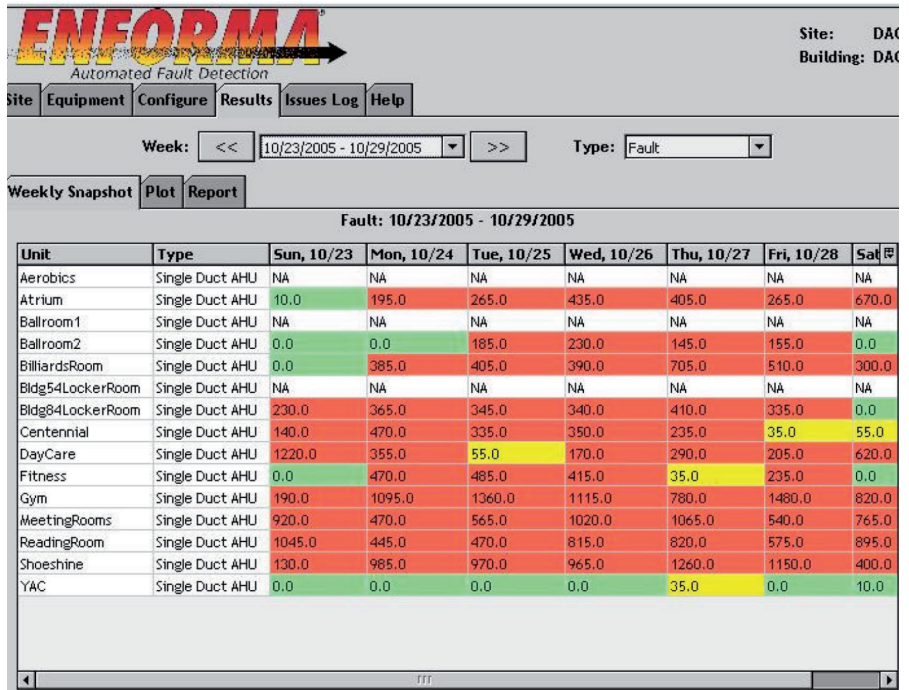 ENFORMA
Automated Fault Detection
Site: DAC
Building: DAC
Site Equipment Configure Results Issues Log Help
Week: << 10/23/2005 - 10/29/2005 >> Type: Fault
Weekly Snapshot Plot Report
Fault: 10/23/2005 - 10/29/2005
Unit Type Sun, 10/23 Mon, 10/24 Tue, 10/25 Wed, 10/26 Thu, 10/27 Fri, 10/28 Sat
Aerobics Single Duct AHU NA NA NA NA NA NA NA
Atrium Single Duct AHU 10.0 195.0 265.0 435.0 405.0 265.0 670.0
Ballroom1 Single Duct AHU NA NA NA NA NA NA NA
Ballroom2 Single Duct AHU 0.0 0.0 185.0 230.0 145.0 155.0 0.0
BilliardsRoom Single Duct AHU 0.0 385.0 405.0 390.0 705.0 510.0 300.0
Bldg54LockerRoom Single Duct AHU NA NA NA NA NA NA NA
Bldg84LockerRoom Single Duct AHU 230.0 365.0 345.0 340.0 410.0 335.0 0.0
Centennial Single Duct AHU 140.0 470.0 335.0 350.0 235.0 35.0 55.0
DayCare Single Duct AHU 1220.0 355.0 55.0 170.0 290.0 205.0 620.0
Fitness Single Duct AHU 0.0 470.0 485.0 415.0 35.0 235.0 0.0
Gym Single Duct AHU 190.0 1095.0 1360.0 1115.0 780.0 1480.0 820.0
MeetingRooms Single Duct AHU 920.0 470.0 565.0 1020.0 1065.0 540.0 765.0
ReadingRoom Single Duct AHU 1045.0 445.0 470.0 815.0 820.0 575.0 895.0
Shoeshine Single Duct AHU 130.0 985.0 970.0 965.0 1260.0 1150.0 400.0
YAC Single Duct AHU 0.0 0.0 0.0 0.0 35.0 0.0 10.0